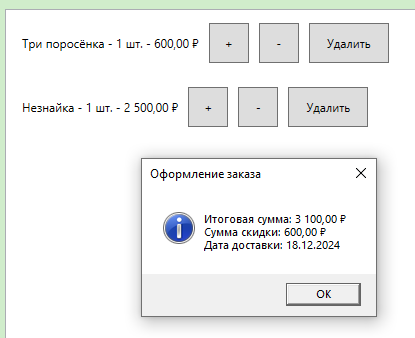 Три поросёнка - 1 шт. - 600,00 ₽ + - Удалить
Незнайка - 1 шт. - 2 500,00 ₽ + - Удалить
Оформление заказа
Итоговая сумма: 3 100,00 ₽
Сумма скидки: 600,00 ₽
Дата доставки: 18.12.2024
OK